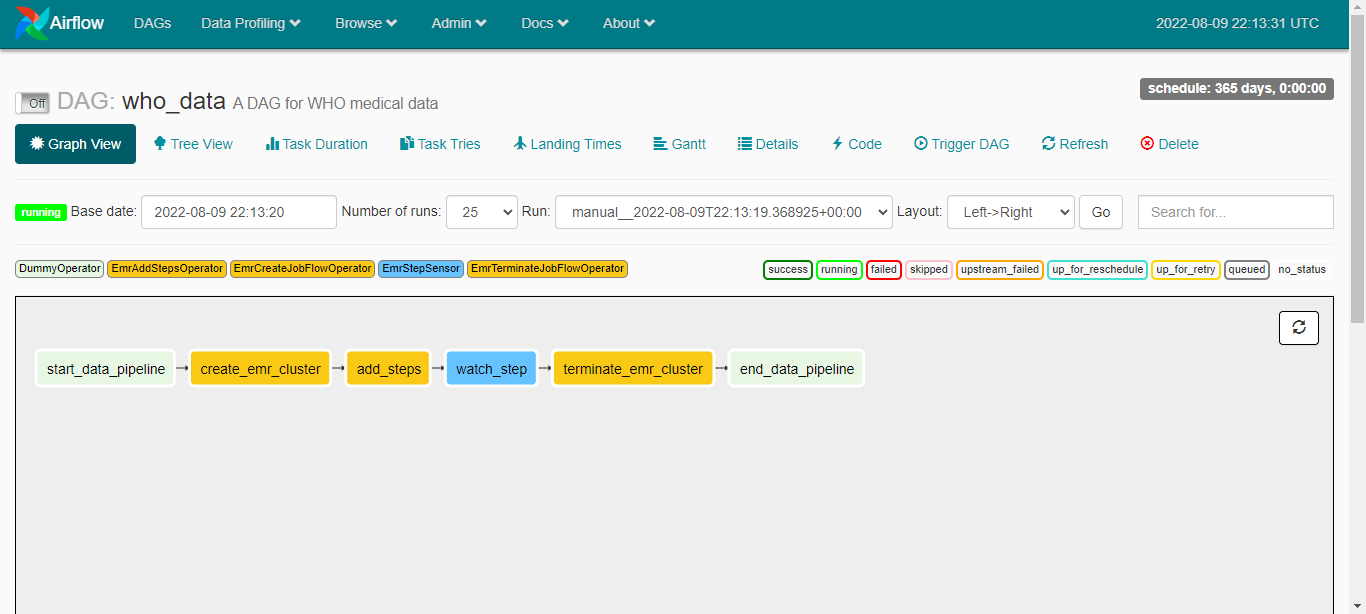 Airflow DAGs Data Profiling Browse Admin Docs About 2022-08-09 22:13:31 UTC
schedule: 365 days, 0:00:00
Off DAG: who_data A DAG for WHO medical data
Graph View Tree View Task Duration Task Tries Landing Times Gantt Details Code Trigger DAG Refresh Delete
running Base date: 2022-08-09 22:13:20 Number of runs: 25 Run: manual__2022-08-09T22:13:19.368925+00:00 Layout: Left->Right Go Search for...
DummyOperator EmrAddStepsOperator EmrCreateJobFlowOperator EmrStepSensor EmrTerminateJobFlowOperator success running failed skipped upstream_failed up_for_reschedule up_for_retry queued no_status
start_data_pipeline create_emr_cluster add_steps watch_step terminate_emr_cluster end_data_pipeline